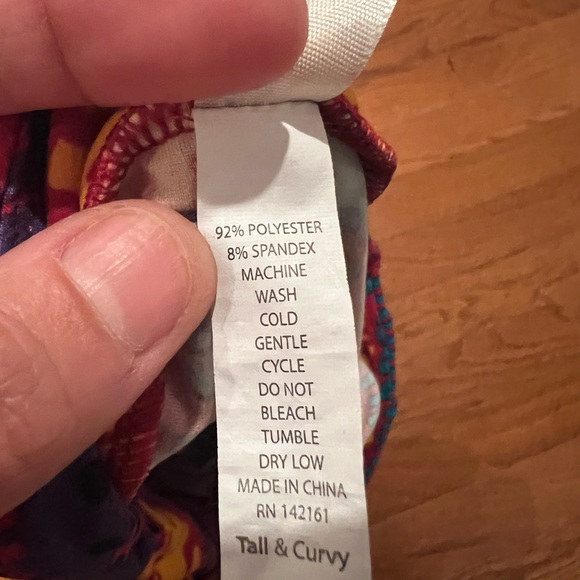 92% POLYESTER
8% SPANDEX
MACHINE
WASH
COLD
GENTLE
CYCLE
DO NOT
BLEACH
TUMBLE
DRY LOW
MADE IN CHINA
RN 142161
Tall & Curvy